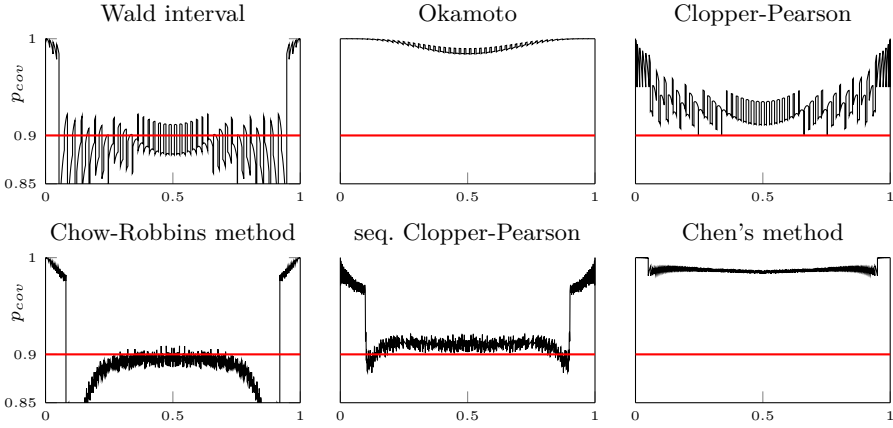 Wald interval
Okamoto
Clopper-Pearson
1
p_cov
0.9
0.85
0 0.5 1
0 0.5 1
0 0.5 1
Chow-Robbins method
seq. Clopper-Pearson
Chen's method
1
p_cov
0.9
0.85
0 0.5 1
0 0.5 1
0 0.5 1